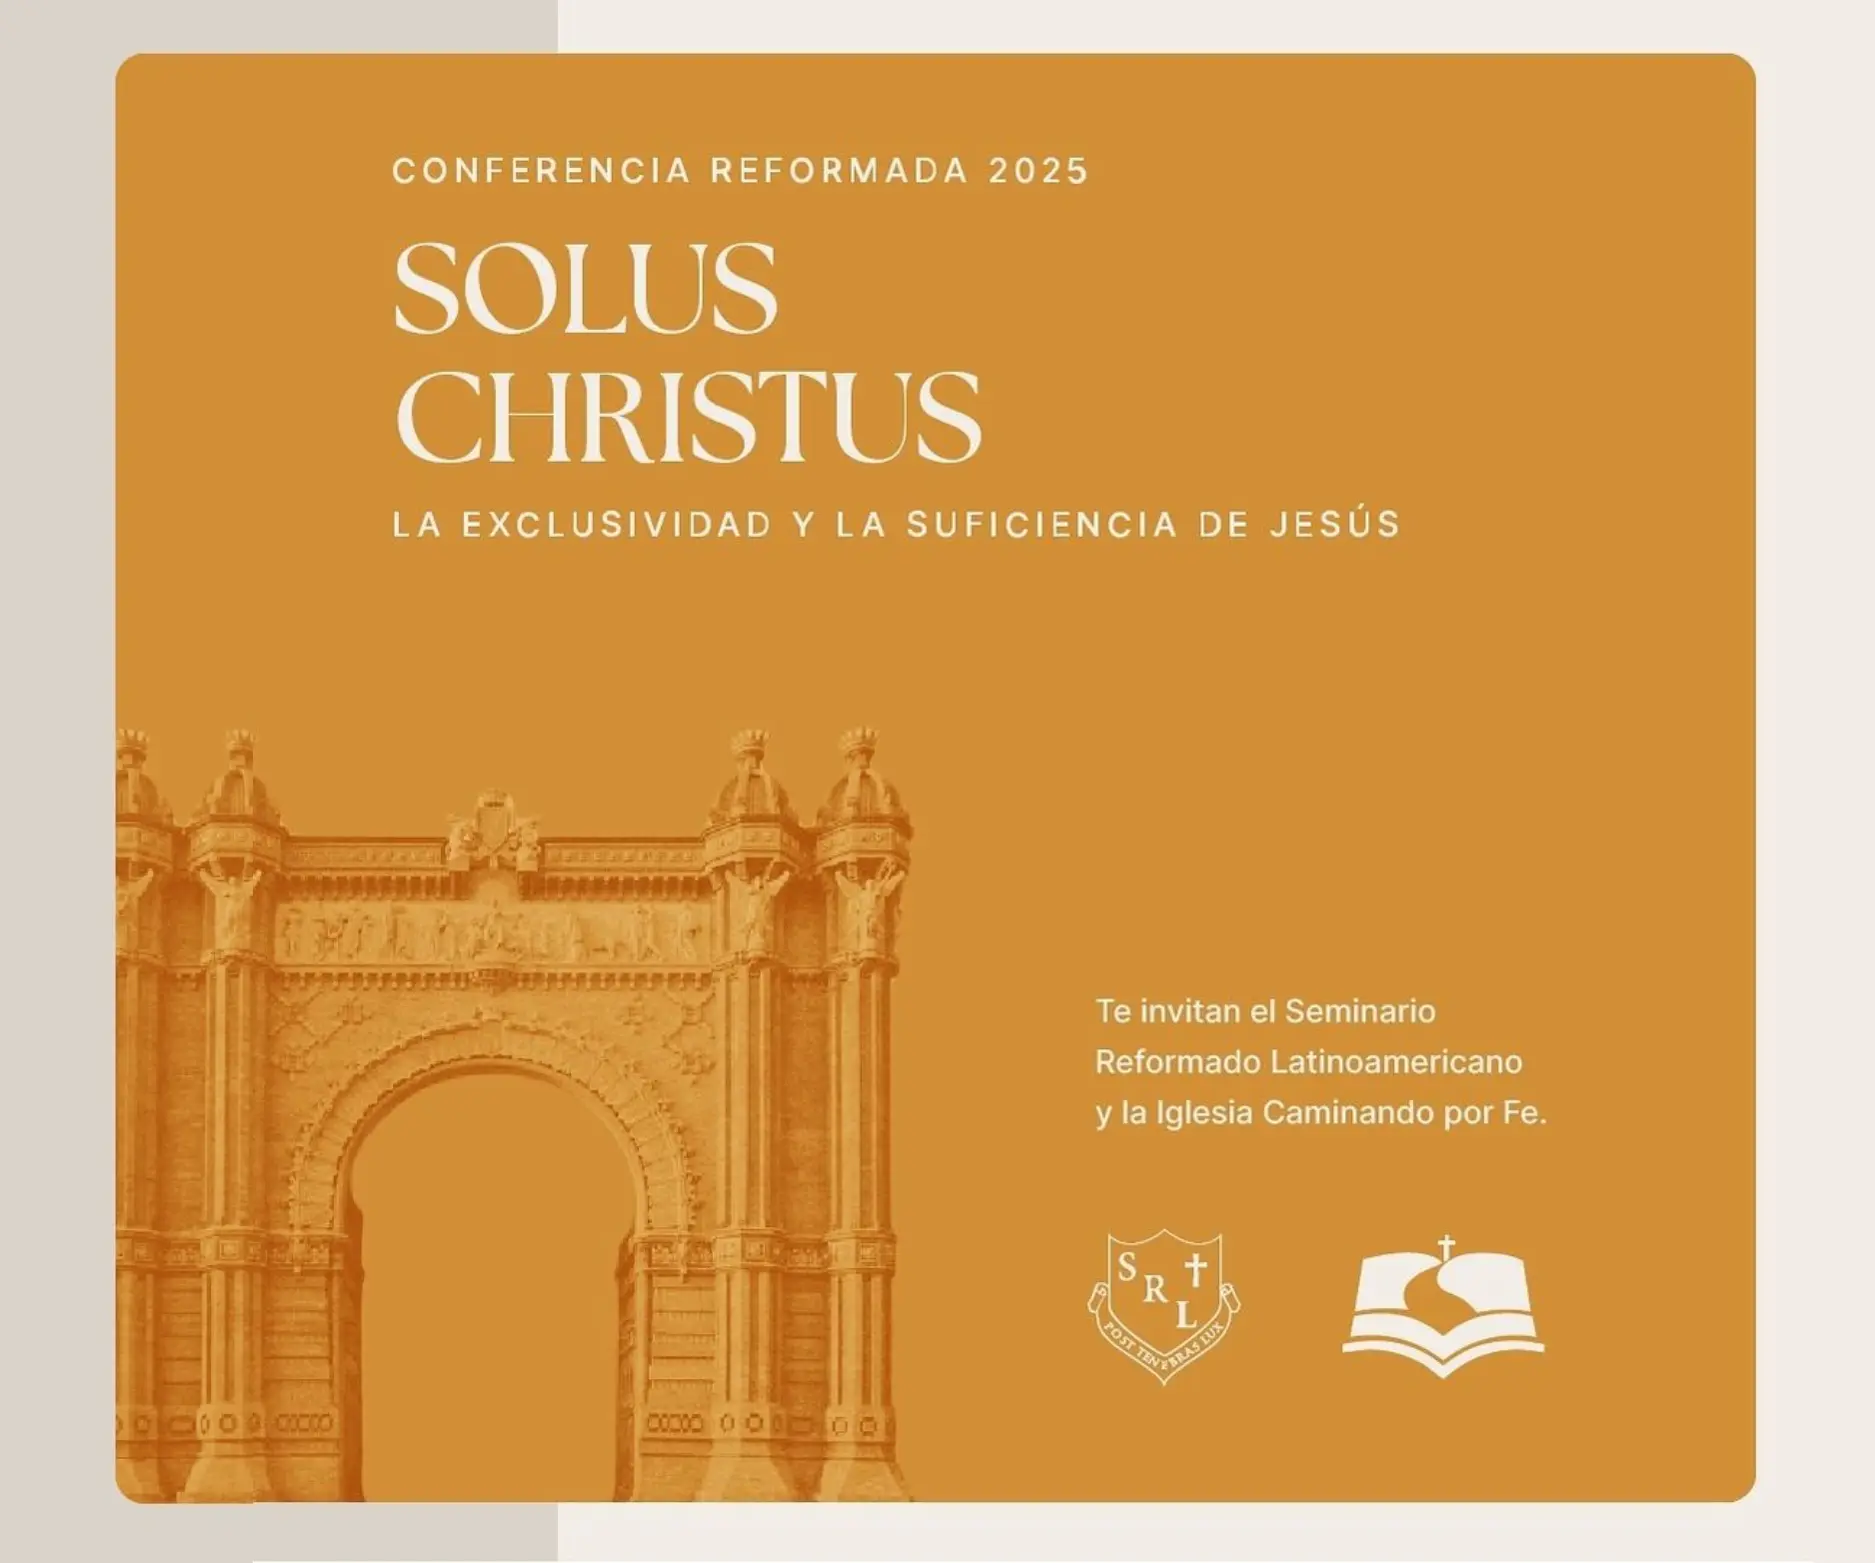 CONFERENCIA REFORMADA 2025
SOLUS
CHRISTUS
LA EXCLUSIVIDAD Y LA SUFICIENCIA DE JESÚS
Te invitan el Seminario
Reformado Latinoamericano
y la Iglesia Caminando por Fe.
S
R
L
POST TENEBRAS LUX